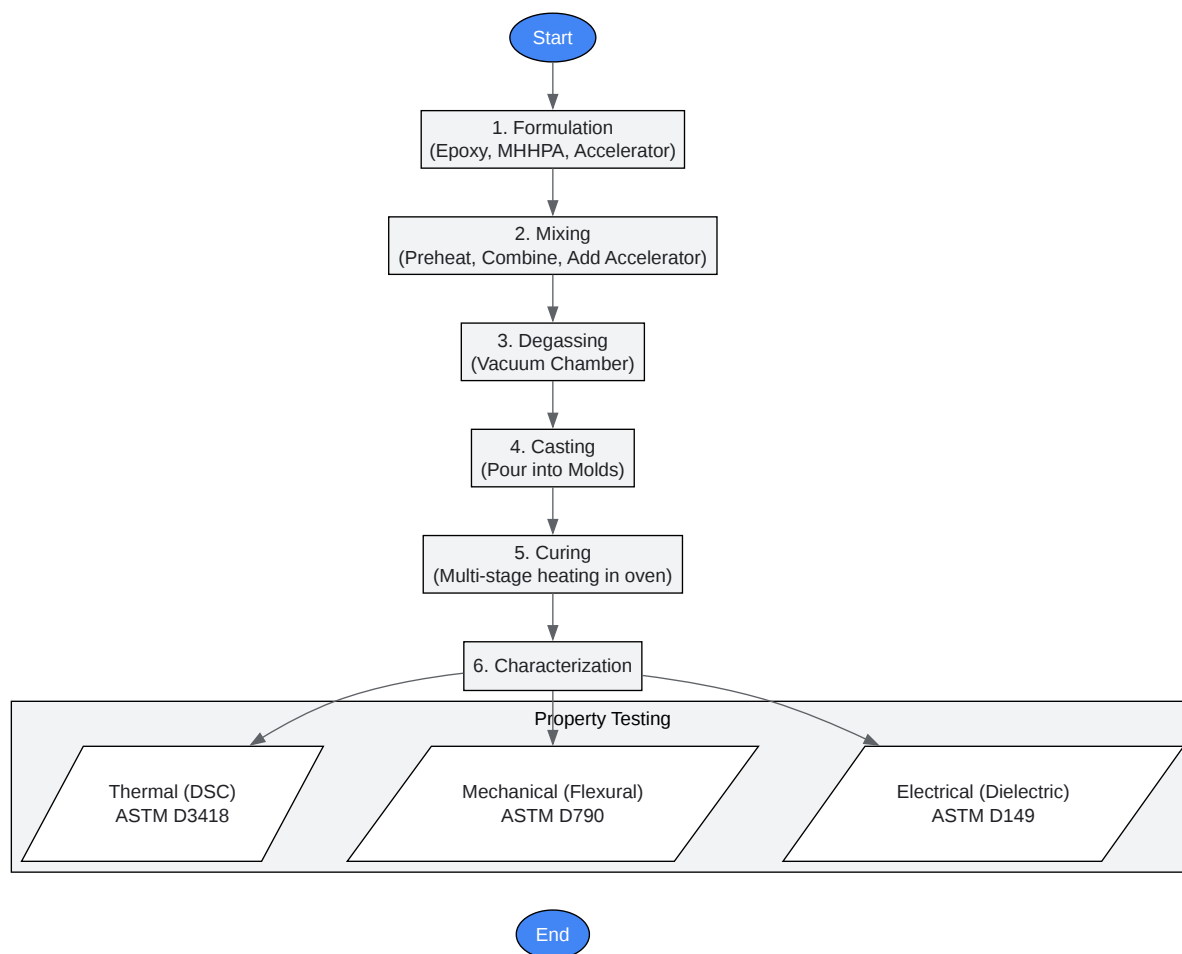 Start
1. Formulation
(Epoxy, MHHPA, Accelerator)
2. Mixing
(Preheat, Combine, Add Accelerator)
3. Degassing
(Vacuum Chamber)
4. Casting
(Pour into Molds)
5. Curing
(Multi-stage heating in oven)
6. Characterization
Property Testing
Thermal (DSC)
ASTM D3418
Mechanical (Flexural)
ASTM D790
Electrical (Dielectric)
ASTM D149
End